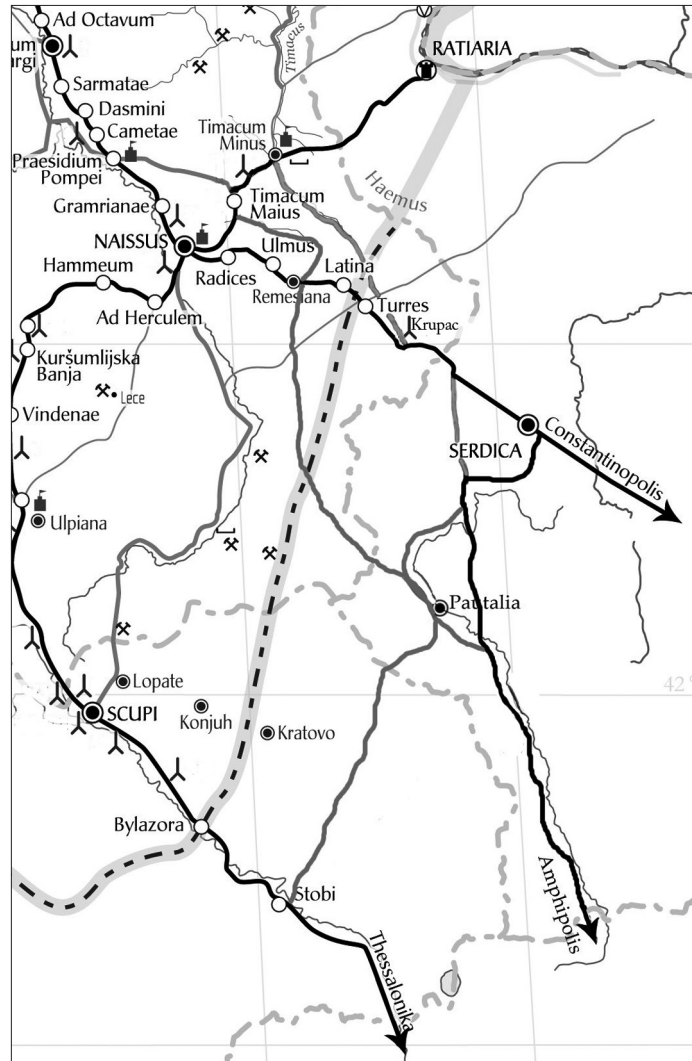 Ad Octavum
Timacus
RATIARIA
Sarmatae
Dasmini
Cametae
Timacum
Minus
Praesidium
Pompei
Haemus
Gramrianae
Timacum
Maius
NAISSUS
Ulmus
Hammeum
Radices
Latina
Remesiana
Ad Herculem
Turres
Krupac
Kuršumlijska
Banja
Lece
Vindenae
Constantinopolis
SERDICA
Ulpiana
Pautalia
Lopate
42°
SCUPI
Konjuh
Kratovo
Bylazora
Amphipolis
Stobi
Thessalonika